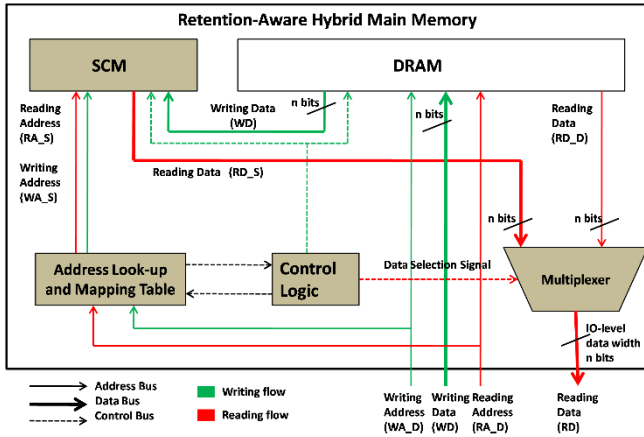 Retention-Aware Hybrid Main Memory
SCM
DRAM
Reading
Address
(RA_S)
Writing
Address
(WA_S)
Writing Data
(WD)
n bits
n bits
Reading
Data
(RD_D)
Reading Data (RD_S)
n bits
n bits
Address Look-up
and Mapping Table
Control
Logic
Data Selection Signal
Multiplexer
IO-level
data width
n bits
Address Bus
Data Bus
Control Bus
Writing flow
Reading flow
Writing
Address
(WA_D)
Writing
Data
(WD)
Reading
Address
(RA_D)
Reading
Data
(RD)